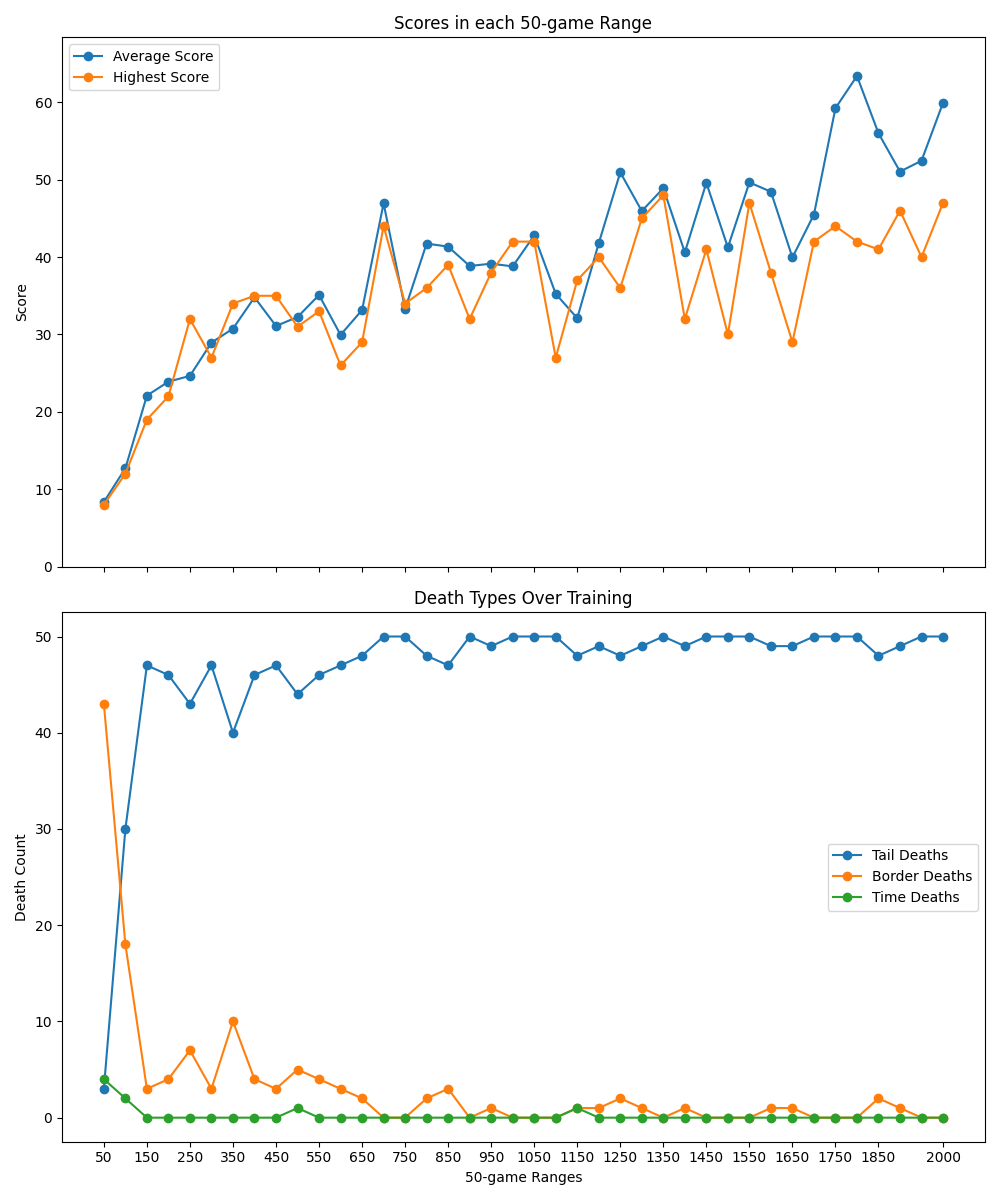 Scores in each 50-game Range
Average Score
Highest Score
Score
60
50
40
30
20
10
0
Death Types Over Training
Tail Deaths
Border Deaths
Time Deaths
Death Count
50
40
30
20
10
0
50 150 250 350 450 550 650 750 850 950 1050 1150 1250 1350 1450 1550 1650 1750 1850 2000
50-game Ranges